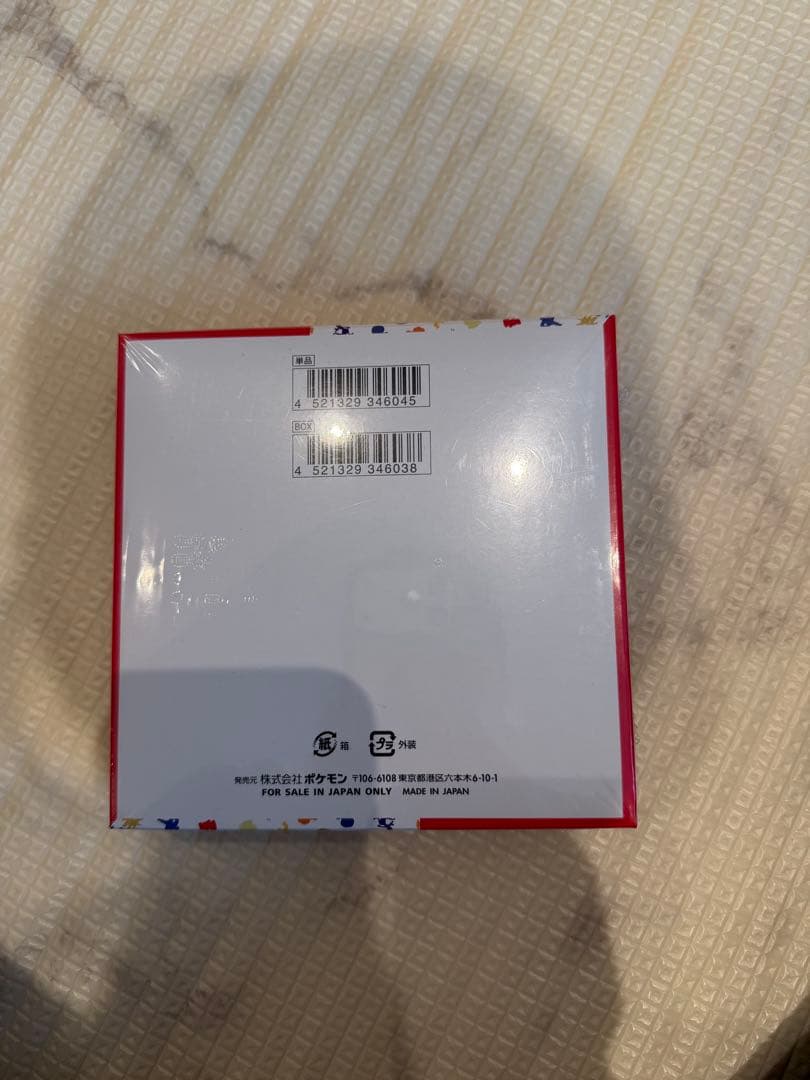 単品
4 521329 346045
BOX
4 521329 346038
紙 箱 プラ 外装
発売元 株式会社 ポケモン 〒106-6108 東京都港区六本木6-10-1
FOR SALE IN JAPAN ONLY MADE IN JAPAN